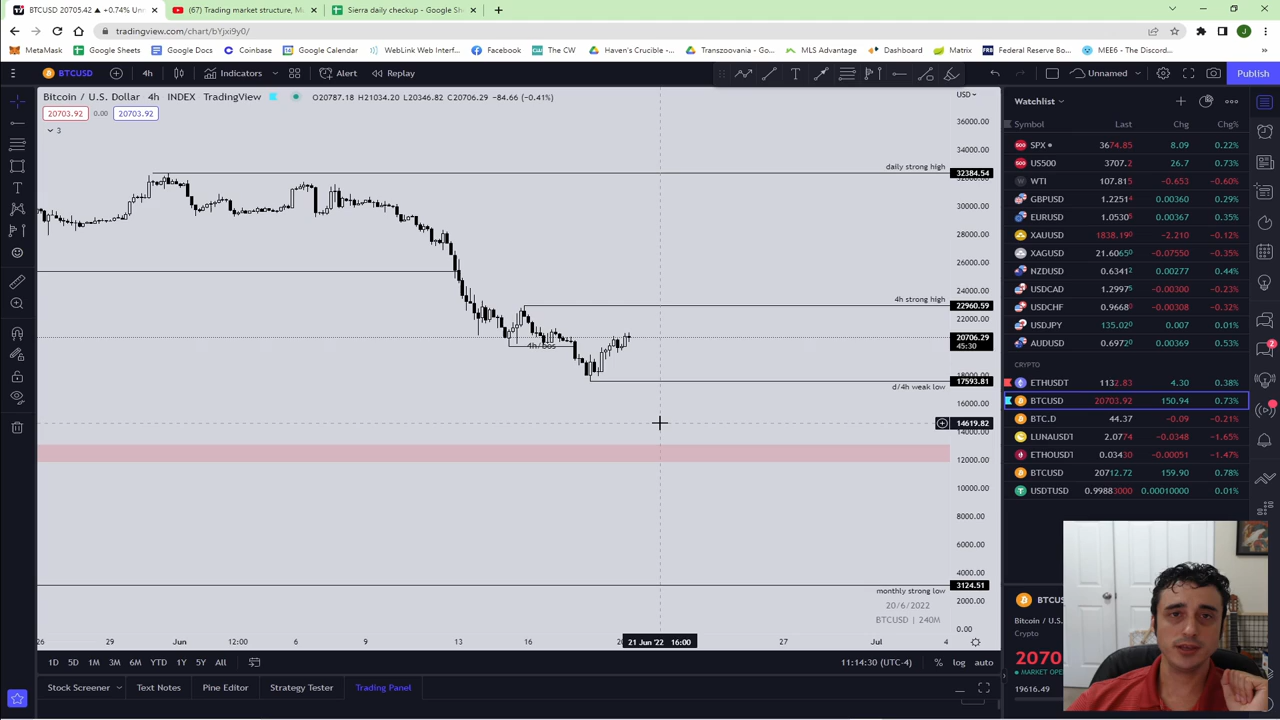 BTCUSD 20705.42 ▲ +0.74% Un
(67) Trading market structure, M
Sierra daily checkup - Google Sh
tradingview.com/chart/bYjxi9y0/
MetaMask
Google Sheets
Google Docs
Coinbase
Google Calendar
WebLink Web Interf...
Facebook
The CW
Haven's Crucible -...
Transzoovania - Go...
MLS Advantage
Dashboard
Matrix
Federal Reserve Bo...
MEE6 - The Discord...
BTCUSD
4h
Indicators
Alert
Replay
Unnamed
Publish
Bitcoin / U.S. Dollar 4h INDEX TradingView
O20787.18 H21034.20 L20346.82 C20706.29 −84.66 (−0.41%)
20703.92 0.00 20703.92
3
USD
36000.00
34000.00
daily strong high
32384.54
30000.00
28000.00
26000.00
24000.00
4h strong high
22960.59
22000.00
20706.29
45:30
4h bos
18000.00
17593.81
d/4h weak low
16000.00
14619.82
14000.00
12000.00
10000.00
8000.00
6000.00
4000.00
3124.51
monthly strong low
2000.00
20/6/2022
BTCUSD | 240M
0.00
26 29 Jun 12:00 6 9 13 16 21 Jun '22 16:00 27 Jul 4
1D 5D 1M 3M 6M YTD 1Y 5Y All
11:14:30 (UTC-4) % log auto
Stock Screener Text Notes Pine Editor Strategy Tester Trading Panel
Watchlist
Symbol Last Chg Chg%
SPX 3674.85 8.09 0.22%
US500 3707.2 26.7 0.73%
WTI 107.815 −0.653 −0.60%
GBPUSD 1.22514 0.00360 0.29%
EURUSD 1.05306 0.00367 0.35%
XAUUSD 1838.190 −2.210 −0.12%
XAGUSD 21.60650 −0.07550 −0.35%
NZDUSD 0.63412 0.00277 0.44%
USDCAD 1.29975 −0.00300 −0.23%
USDCHF 0.96680 −0.00308 −0.32%
USDJPY 135.020 0.007 0.01%
AUDUSD 0.69720 0.00369 0.53%
CRYPTO
ETHUSDT 1132.83 4.30 0.38%
BTCUSD 20703.92 150.94 0.73%
BTC.D 44.37 −0.09 −0.21%
LUNAUSDT 2.0774 −0.0348 −1.65%
ETHOUSDT 0.03430 −0.00051 −1.47%
BTCUSD 20712.72 159.90 0.78%
USDTUSD 0.99883000 0.00010000 0.01%
2
BTCU
Bitcoin / U.S.
Crypto
2070
MARKET OPE
19616.49